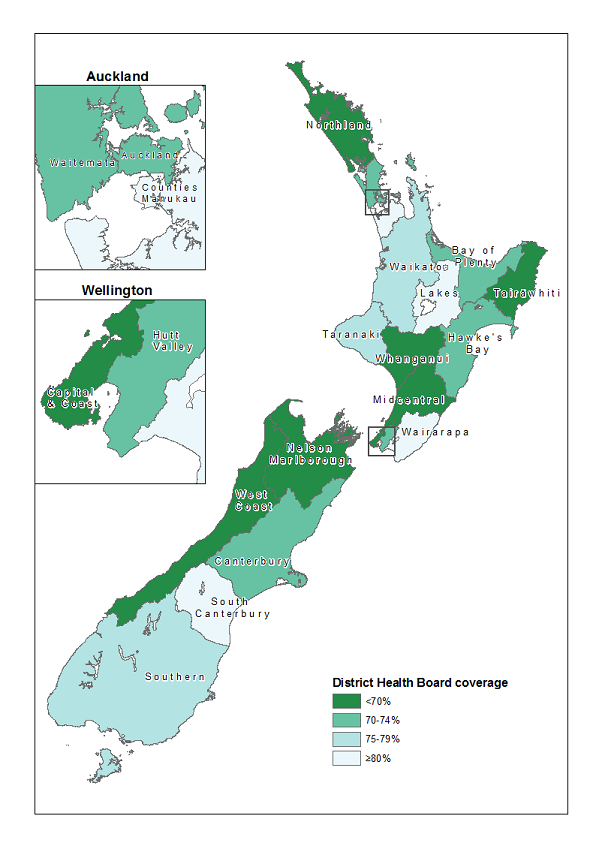 Auckland
Waitemata
Auckland
Counties
Manukau
Wellington
Hutt
Valley
Capital
& Coast
Northland
Bay of
Plenty
Waikato
Lakes
Tairāwhiti
Taranaki
Hawke's
Bay
Whanganui
Midcentral
Wairarapa
Nelson
Marlborough
West
Coast
Canterbury
South
Canterbury
Southern
District Health Board coverage
<70%
70-74%
75-79%
≥80%